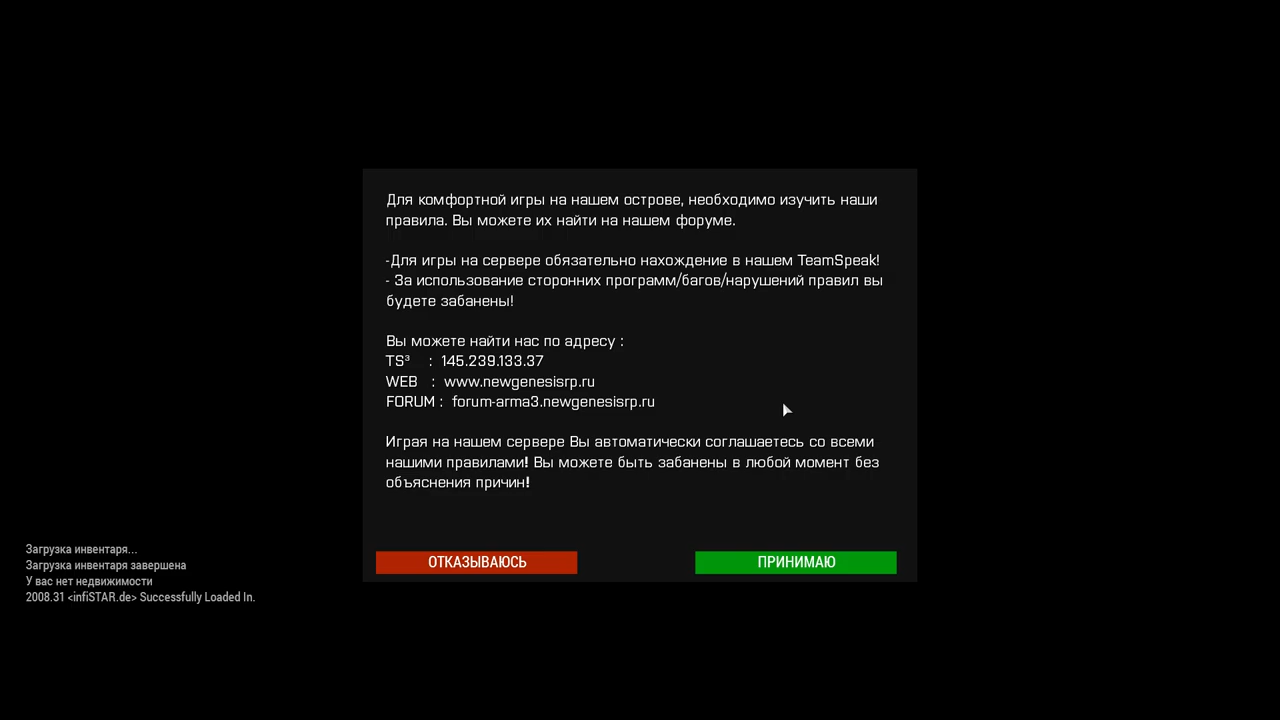 Для комфортной игры на нашем острове, необходимо изучить наши
правила. Вы можете их найти на нашем форуме.
-Для игры на сервере обязательно нахождение в нашем TeamSpeak!
- За использование сторонних программ/багов/нарушений правил вы
будете забанены!
Вы можете найти нас по адресу :
TS³ : 145.239.133.37
WEB : www.newgenesisrp.ru
FORUM : forum-arma3.newgenesisrp.ru
Играя на нашем сервере Вы автоматически соглашаетесь со всеми
нашими правилами! Вы можете быть забанены в любой момент без
объяснения причин!
ОТКАЗЫВАЮСЬ ПРИНИМАЮ
Загрузка инвентаря...
Загрузка инвентаря завершена
У вас нет недвижимости
2008.31 <infiSTAR.de> Successfully Loaded In.